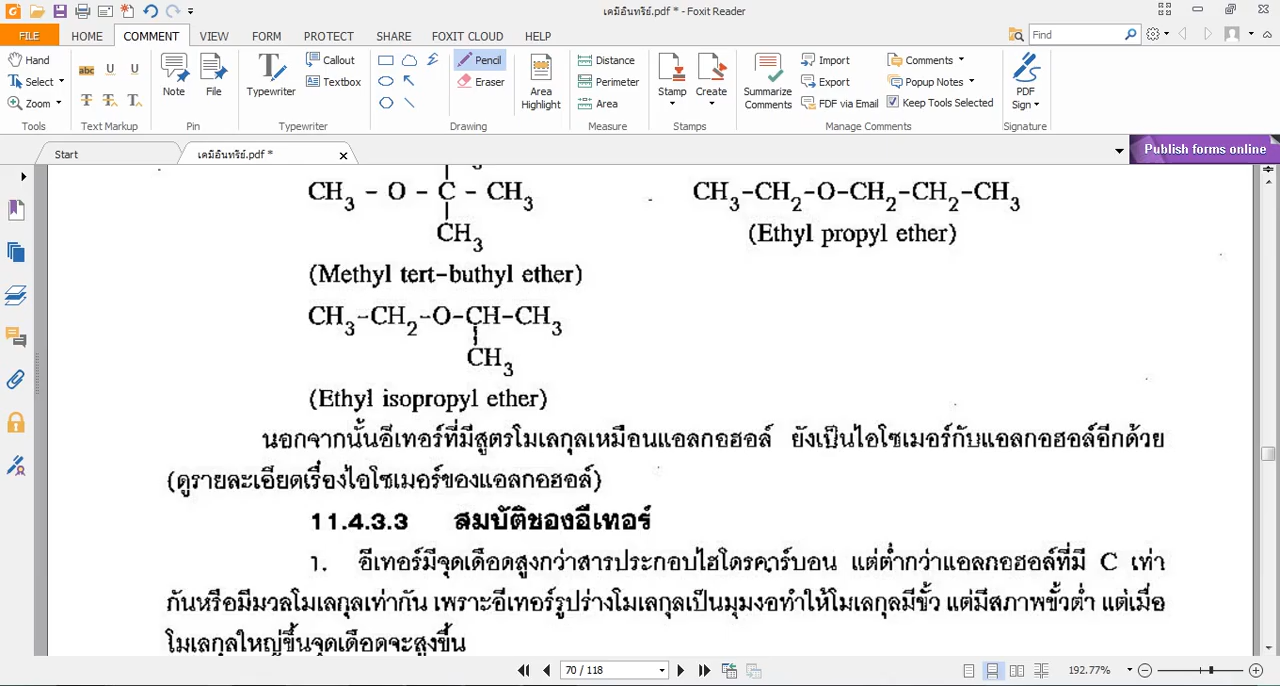 เคมีอินทรีย์.pdf * - Foxit Reader
FILE HOME COMMENT VIEW FORM PROTECT SHARE FOXIT CLOUD HELP Find
Hand Select Zoom Tools
abc U U T T T Text Markup
Note File Pin
Typewriter Callout Textbox Typewriter
Pencil Eraser Area Highlight Drawing
Distance Perimeter Area Measure
Stamp Create Stamps
Summarize Comments Import Export FDF via Email Comments Popup Notes Keep Tools Selected Manage Comments
PDF Sign Signature
Start เคมีอินทรีย์.pdf * Publish forms online
CH3 – O – C – CH3 CH3–CH2–O–CH2–CH2–CH3
CH3 (Ethyl propyl ether)
(Methyl tert–buthyl ether)
CH3–CH2–O–CH–CH3
CH3
(Ethyl isopropyl ether)
นอกจากนั้นอีเทอร์ที่มีสูตรโมเลกุลเหมือนแอลกอฮอล์ ยังเป็นไอโซเมอร์กับแอลกอฮอล์อีกด้วย
(ดูรายละเอียดเรื่องไอโซเมอร์ของแอลกอฮอล์)
11.4.3.3 สมบัติของอีเทอร์
1. อีเทอร์มีจุดเดือดสูงกว่าสารประกอบไฮโดรคาร์บอน แต่ต่ำกว่าแอลกอฮอล์ที่มี C เท่า
กันหรือมีมวลโมเลกุลเท่ากัน เพราะอีเทอร์รูปร่างโมเลกุลเป็นมุมงอทำให้โมเลกุลมีขั้ว แต่มีสภาพขั้วต่ำ แต่เมื่อ
โมเลกุลใหญ่ขึ้นจุดเดือดจะสูงขึ้น
70 / 118 192.77%